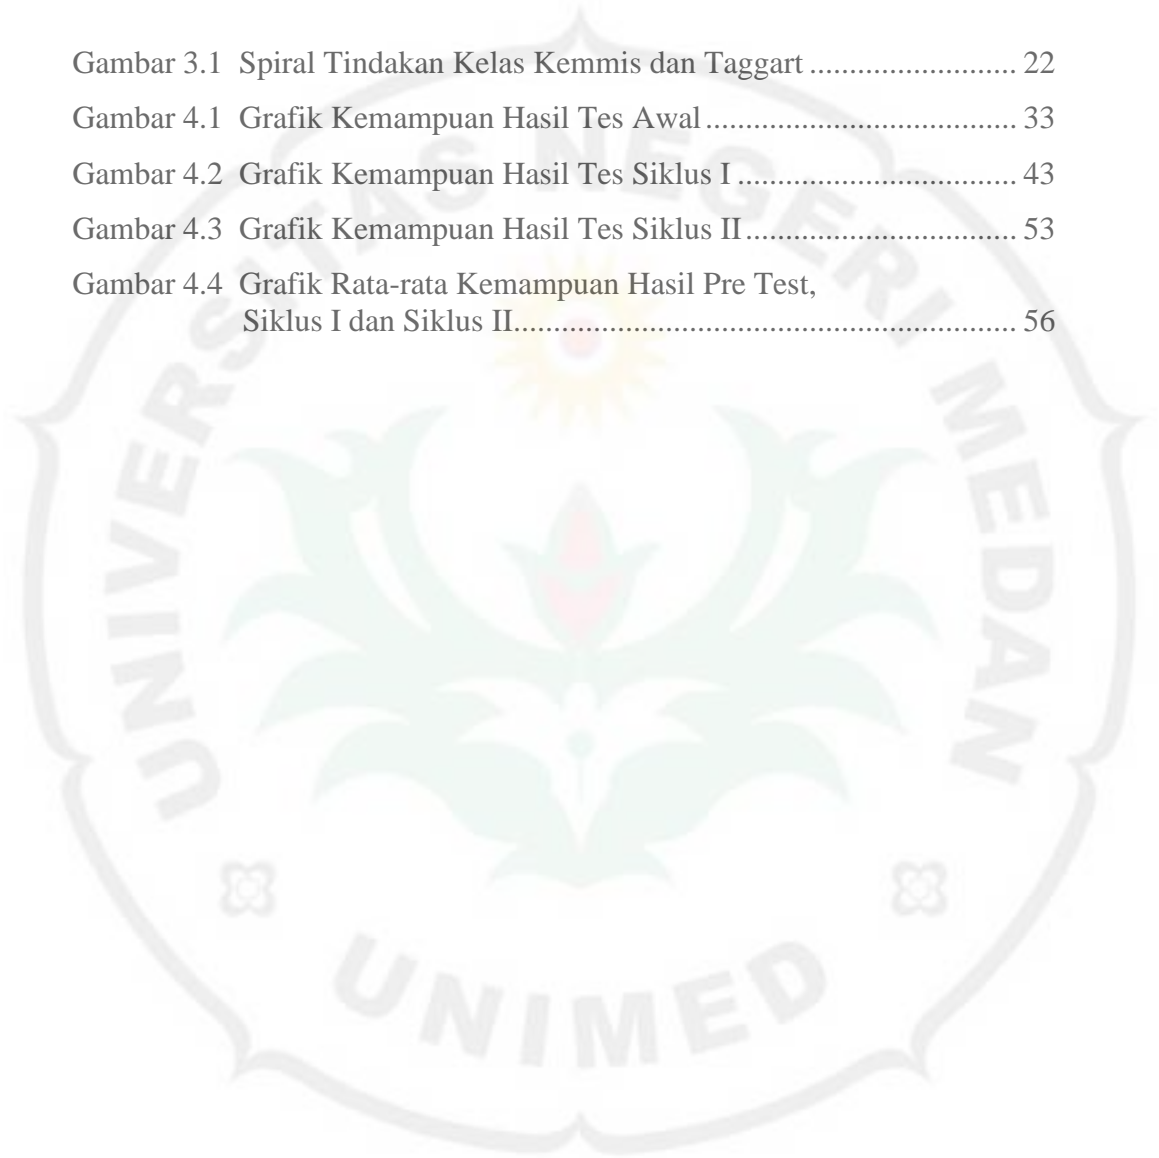 Gambar 3.1 Spiral Tindakan Kelas Kemmis dan Taggart .......................... 22
Gambar 4.1 Grafik Kemampuan Hasil Tes Awal ....................................... 33
Gambar 4.2 Grafik Kemampuan Hasil Tes Siklus I ................................... 43
Gambar 4.3 Grafik Kemampuan Hasil Tes Siklus II .................................. 53
Gambar 4.4 Grafik Rata-rata Kemampuan Hasil Pre Test,
Siklus I dan Siklus II ............................................................... 56
UNIVERSITAS NEGERI MEDAN
UNIMED